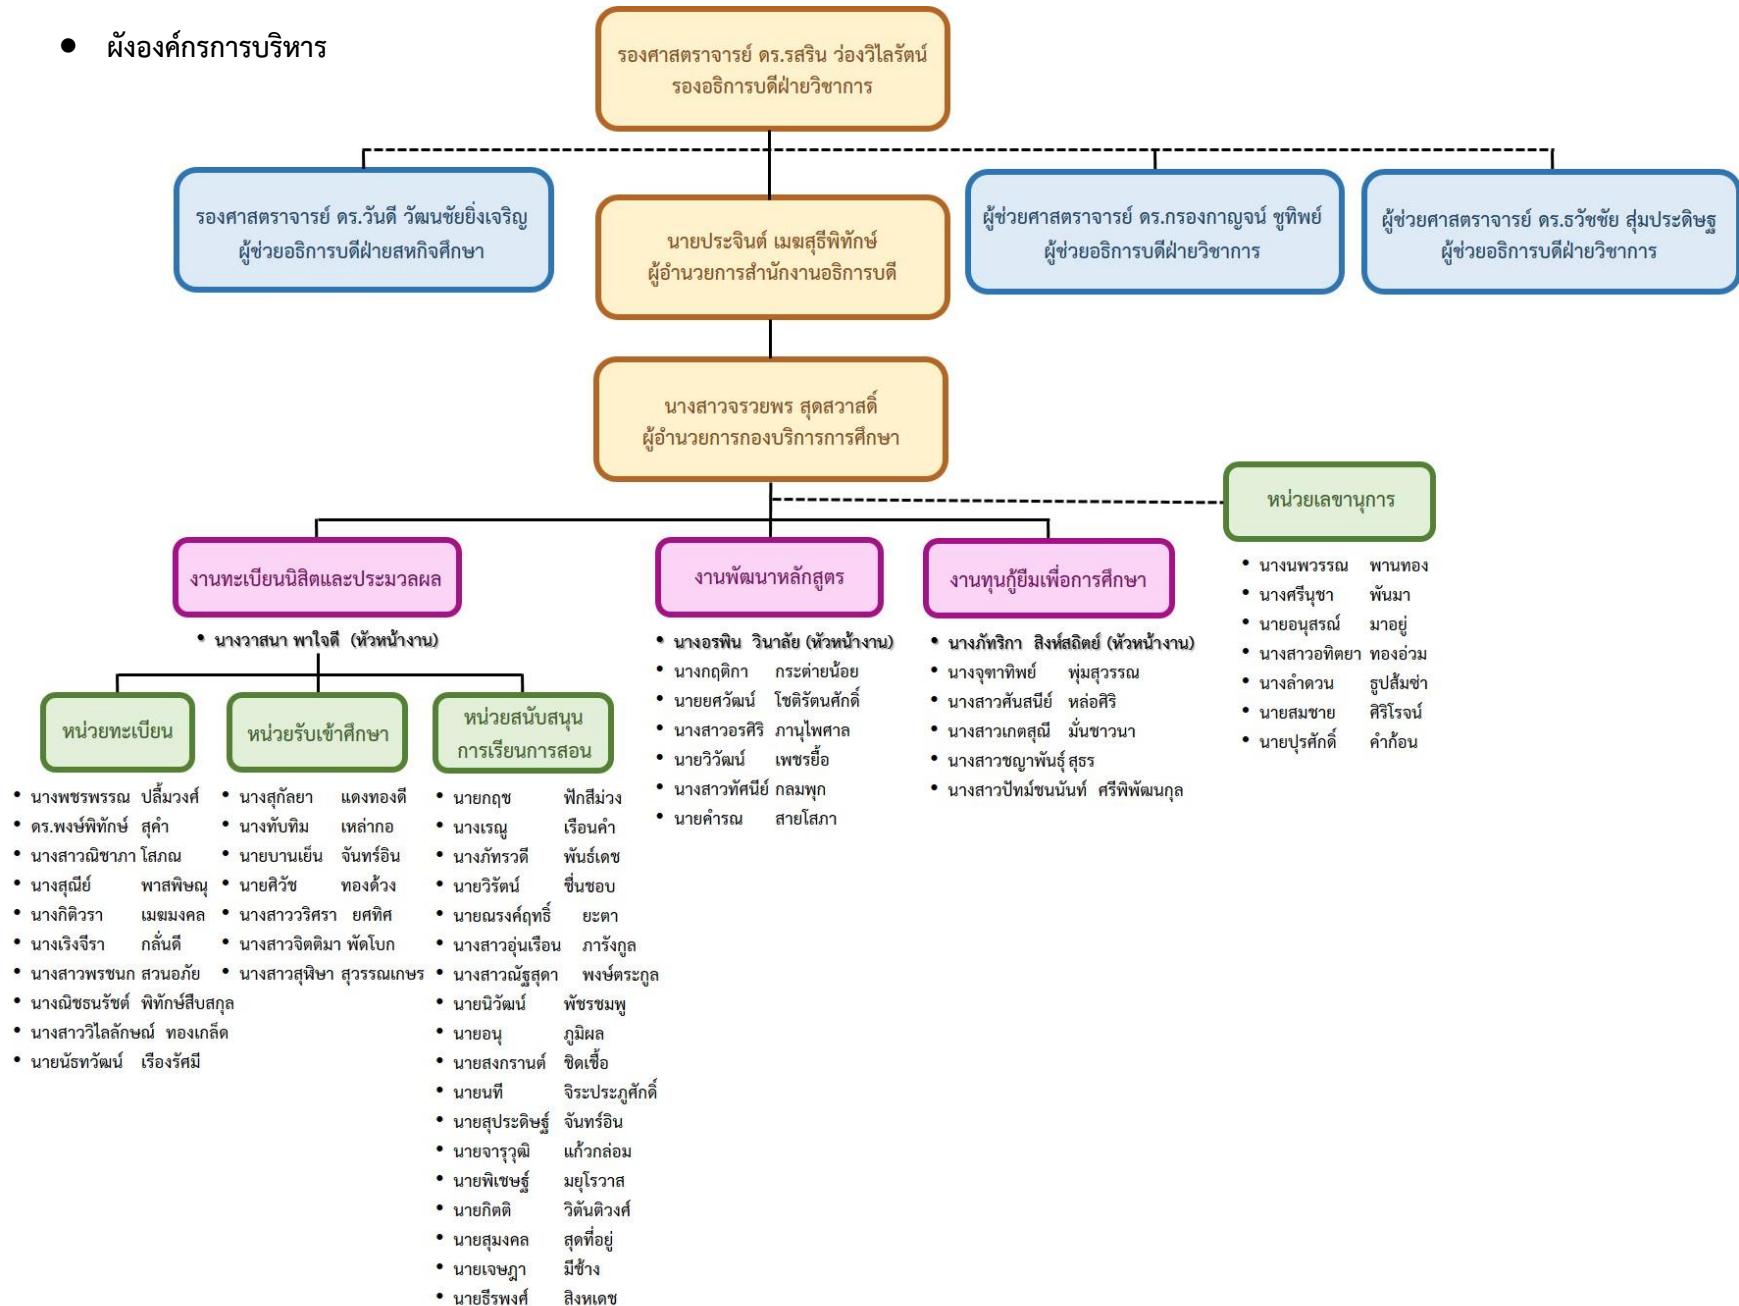 • ผังองค์กรการบริหาร
รองศาสตราจารย์ ดร.รสริน ว่องวิไลรัตน์
รองอธิการบดีฝ่ายวิชาการ
รองศาสตราจารย์ ดร.วันดี วัฒนชัยยิ่งเจริญ
ผู้ช่วยอธิการบดีฝ่ายสหกิจศึกษา
นายประจินต์ เมฆสุธีพิทักษ์
ผู้อำนวยการสำนักงานอธิการบดี
ผู้ช่วยศาสตราจารย์ ดร.กรองกาญจน์ ชูทิพย์
ผู้ช่วยอธิการบดีฝ่ายวิชาการ
ผู้ช่วยศาสตราจารย์ ดร.ธวัชชัย สุ่มประดิษฐ
ผู้ช่วยอธิการบดีฝ่ายวิชาการ
นางสาวจรวยพร สุดสวาสดิ์
ผู้อำนวยการกองบริการการศึกษา
หน่วยเลขานุการ
• นางนพวรรณ พานทอง
• นางศรีนุชา พันมา
• นายอนุสรณ์ มาอยู่
• นางสาวอทิตยา ทองอ่วม
• นางลำดวน ธูปส้มซ่า
• นายสมชาย ศิริโรจน์
• นายปุรศักดิ์ คำก้อน
งานทะเบียนนิสิตและประมวลผล
• นางวาสนา พาใจดี (หัวหน้างาน)
งานพัฒนาหลักสูตร
• นางอรพิน วินาลัย (หัวหน้างาน)
• นางกฤติกา กระต่ายน้อย
• นายยศวัฒน์ โชติรัตนศักดิ์
• นางสาวอรศิริ ภานุไพศาล
• นายวิวัฒน์ เพชรยื้อ
• นางสาวทัศนีย์ กลมพุก
• นายคำรณ สายโสภา
งานทุนกู้ยืมเพื่อการศึกษา
• นางภัทริกา สิงห์สถิตย์ (หัวหน้างาน)
• นางจุฑาทิพย์ พุ่มสุวรรณ
• นางสาวศันสนีย์ หล่อศิริ
• นางสาวเกตสุณี มั่นชาวนา
• นางสาวชญาพันธุ์ สุธร
• นางสาวปัทม์ชนนันท์ ศรีพิพัฒนกุล
หน่วยทะเบียน
• นางพชรพรรณ ปลื้มวงศ์
• ดร.พงษ์พิทักษ์ สุคำ
• นางสาวณิชาภา โสภณ
• นางสุณีย์ พาสพิษณุ
• นางกิติวรา เมฆมงคล
• นางเริงจีรา กลั่นดี
• นางสาวพรชนก สวนอภัย
• นางณิชธนรัชต์ พิทักษ์สืบสกุล
• นางสาววิไลลักษณ์ ทองเกล็ด
• นายนัธทวัฒน์ เรืองรัศมี
หน่วยรับเข้าศึกษา
• นางสุกัลยา แดงทองดี
• นางทับทิม เหล่ากอ
• นายบานเย็น จันทร์อิน
• นายศิวัช ทองด้วง
• นางสาววริศรา ยศทิศ
• นางสาวจิตติมา พัดโบก
• นางสาวสุพิษา สุวรรณเกษร
หน่วยสนับสนุน
การเรียนการสอน
• นายกฤช ฟักสีม่วง
• นางเรณู เรือนคำ
• นางภัทรวดี พันธ์เดช
• นายวิรัตน์ ชื่นชอบ
• นายณรงค์ฤทธิ์ ยะตา
• นางสาวอุ่นเรือน ภารังกูล
• นางสาวณัฐสุดา พงษ์ตระกูล
• นายนิวัฒน์ พัชรชมพู
• นายอนุ ภูมิผล
• นายสงกรานต์ ชิดเชื้อ
• นายนที จิระประภูศักดิ์
• นายสุประดิษฐ์ จันทร์อิน
• นายจารุวุฒิ แก้วกล่อม
• นายพิเชษฐ์ มยุโรวาส
• นายกิตติ วิตันติวงศ์
• นายสุมงคล สุดที่อยู่
• นายเจษฎา มีช้าง
• นายธีรพงศ์ สิงหเดช